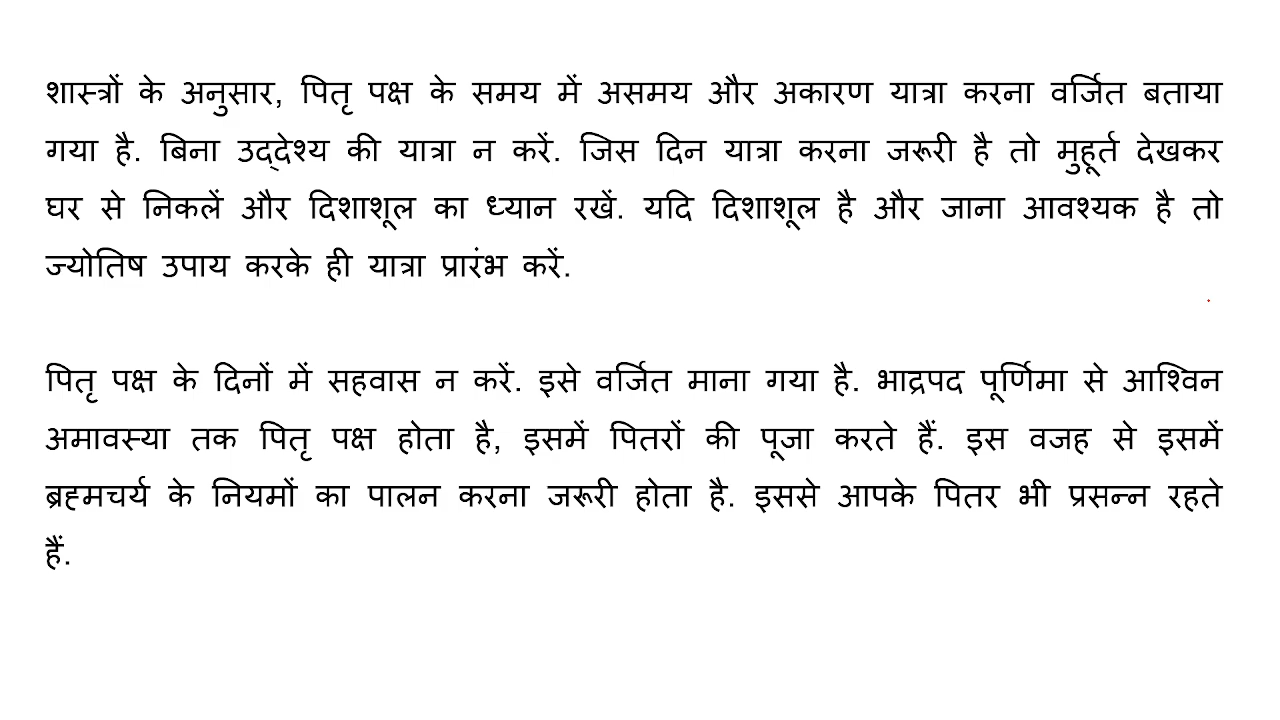 शास्त्रों के अनुसार, पितृ पक्ष के समय में असमय और अकारण यात्रा करना वर्जित बताया
गया है. बिना उद्देश्य की यात्रा न करें. जिस दिन यात्रा करना जरूरी है तो मुहूर्त देखकर
घर से निकलें और दिशाशूल का ध्यान रखें. यदि दिशाशूल है और जाना आवश्यक है तो
ज्योतिष उपाय करके ही यात्रा प्रारंभ करें.
पितृ पक्ष के दिनों में सहवास न करें. इसे वर्जित माना गया है. भाद्रपद पूर्णिमा से आश्विन
अमावस्या तक पितृ पक्ष होता है, इसमें पितरों की पूजा करते हैं. इस वजह से इसमें
ब्रह्मचर्य के नियमों का पालन करना जरूरी होता है. इससे आपके पितर भी प्रसन्न रहते
हैं.